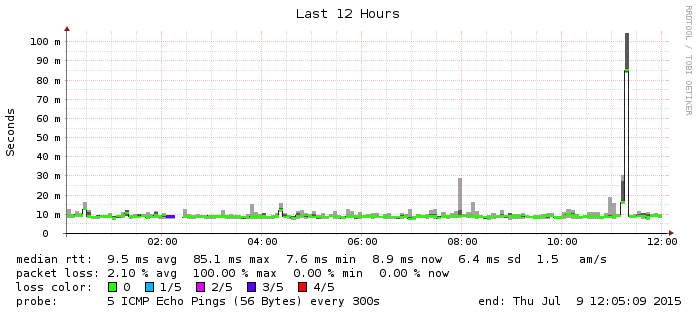 Last 12 Hours
RRDTOOL / TOBI OETIKER
Seconds
100 m
90 m
80 m
70 m
60 m
50 m
40 m
30 m
20 m
10 m
0
02:00 04:00 06:00 08:00 10:00 12:00
median rtt: 9.5 ms avg 85.1 ms max 7.6 ms min 8.9 ms now 6.4 ms sd 1.5 am/s
packet loss: 2.10 % avg 100.00 % max 0.00 % min 0.00 % now
loss color: 0 1/5 2/5 3/5 4/5
probe: 5 ICMP Echo Pings (56 Bytes) every 300s end: Thu Jul 9 12:05:09 2015